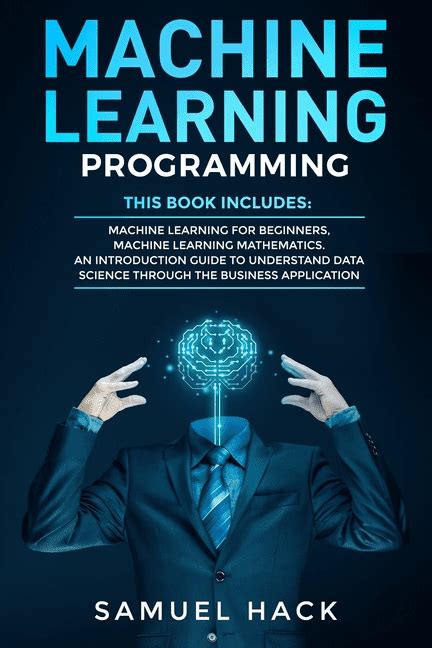 MACHINE
LEARNING
PROGRAMMING
THIS BOOK INCLUDES:
MACHINE LEARNING FOR BEGINNERS,
MACHINE LEARNING MATHEMATICS.
AN INTRODUCTION GUIDE TO UNDERSTAND DATA
SCIENCE THROUGH THE BUSINESS APPLICATION
SAMUEL HACK